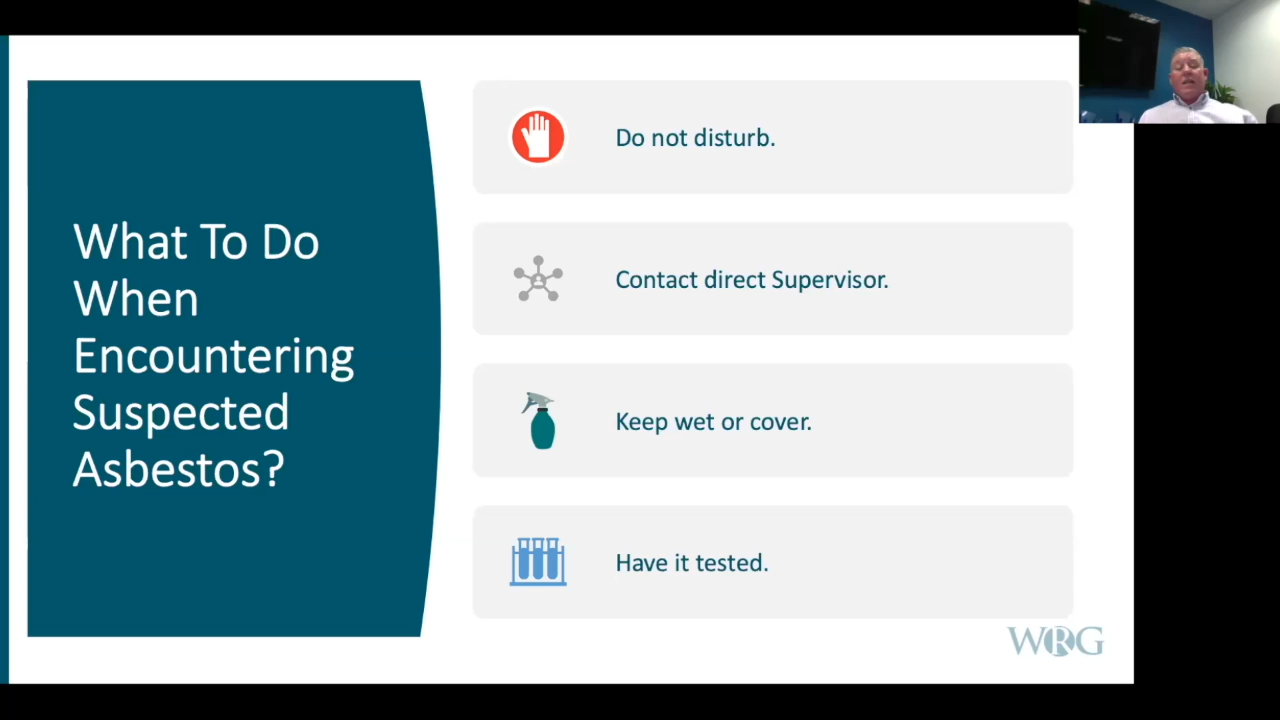 What To Do
When
Encountering
Suspected
Asbestos?
Do not disturb.
Contact direct Supervisor.
Keep wet or cover.
Have it tested.
WRG